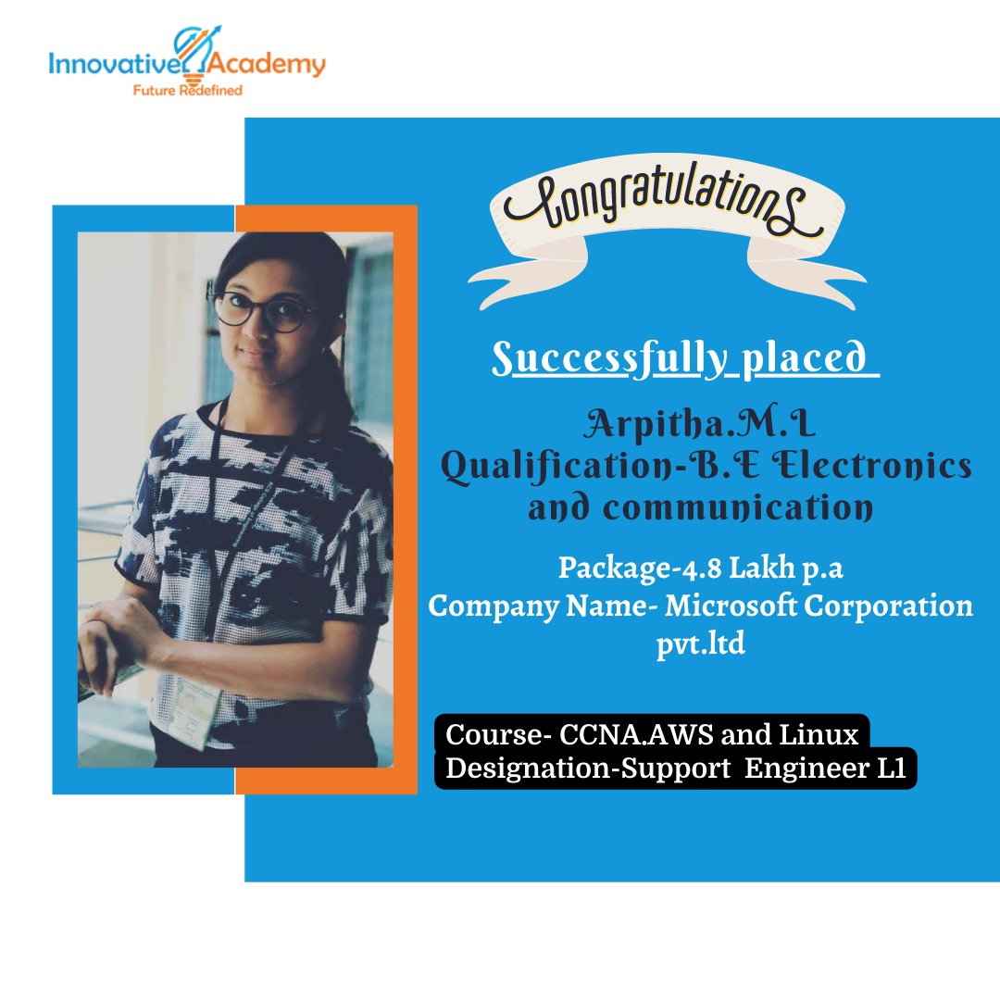 Innovative Academy
Future Redefined
Congratulations
Successfully placed
Arpitha.M.L
Qualification-B.E Electronics
and communication
Package-4.8 Lakh p.a
Company Name- Microsoft Corporation
pvt.ltd
Course- CCNA.AWS and Linux
Designation-Support Engineer L1